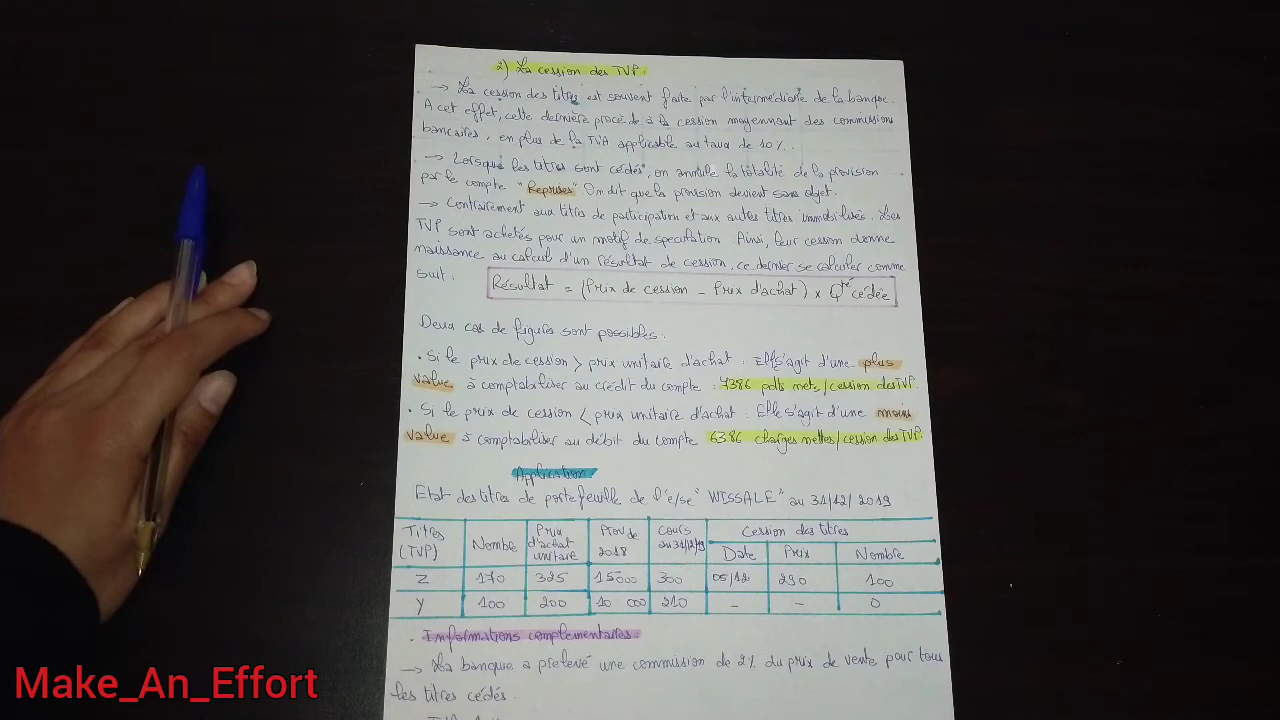 2) La cession des TVP:
→ La cession des titres est souvent faite par l'intermédiaire de la banque.
A cet effet, cette dernière procède à la cession moyennant des commissions
bancaires, en plus de la TVA applicable au taux de 10%.
→ Lorsque les titres sont cédés, on annule la totalité de la provision
par le compte "Reprises" On dit que la provision devient sans objet.
→ Contrairement aux titres de participation et aux autres titres immobilisés. Les
TVP sont achetés pour un motif de speculation. Ainsi, leur cession donne
naissance au calcul d'un résultat de cession, ce dernier se calculer comme
suit:
Résultat = (Prix de cession - Prix d'achat) x Qté cédée
Deux cas de figures sont possibles:
• Si le prix de cession > prix unitaire d'achat : Elle s'agit d'une plus
value à comptabiliser au crédit du compte : 7386 pdts nets/cession des TVP.
• Si le prix de cession < prix unitaire d'achat : Elle s'agit d'une moins
value à comptabiliser au débit du compte 6386 charges nettes/cession des TVP.
Application
Etat des titres de portefeuille de l'e/se "WISSALE" au 31/12/2019
Titres (TVP) Nombre Prix d'achat unitaire Prov de 2018 cours au 31/12/19 Cession des titres
Date Prix Nombre
Z 170 325 15000 300 05/12 290 100
Y 100 200 10 000 210 - - 0
• Informations complementaires:
→ La banque a prelevé une commission de 2% du prix de vente pour tous
les titres cédés.
Make_An_Effort